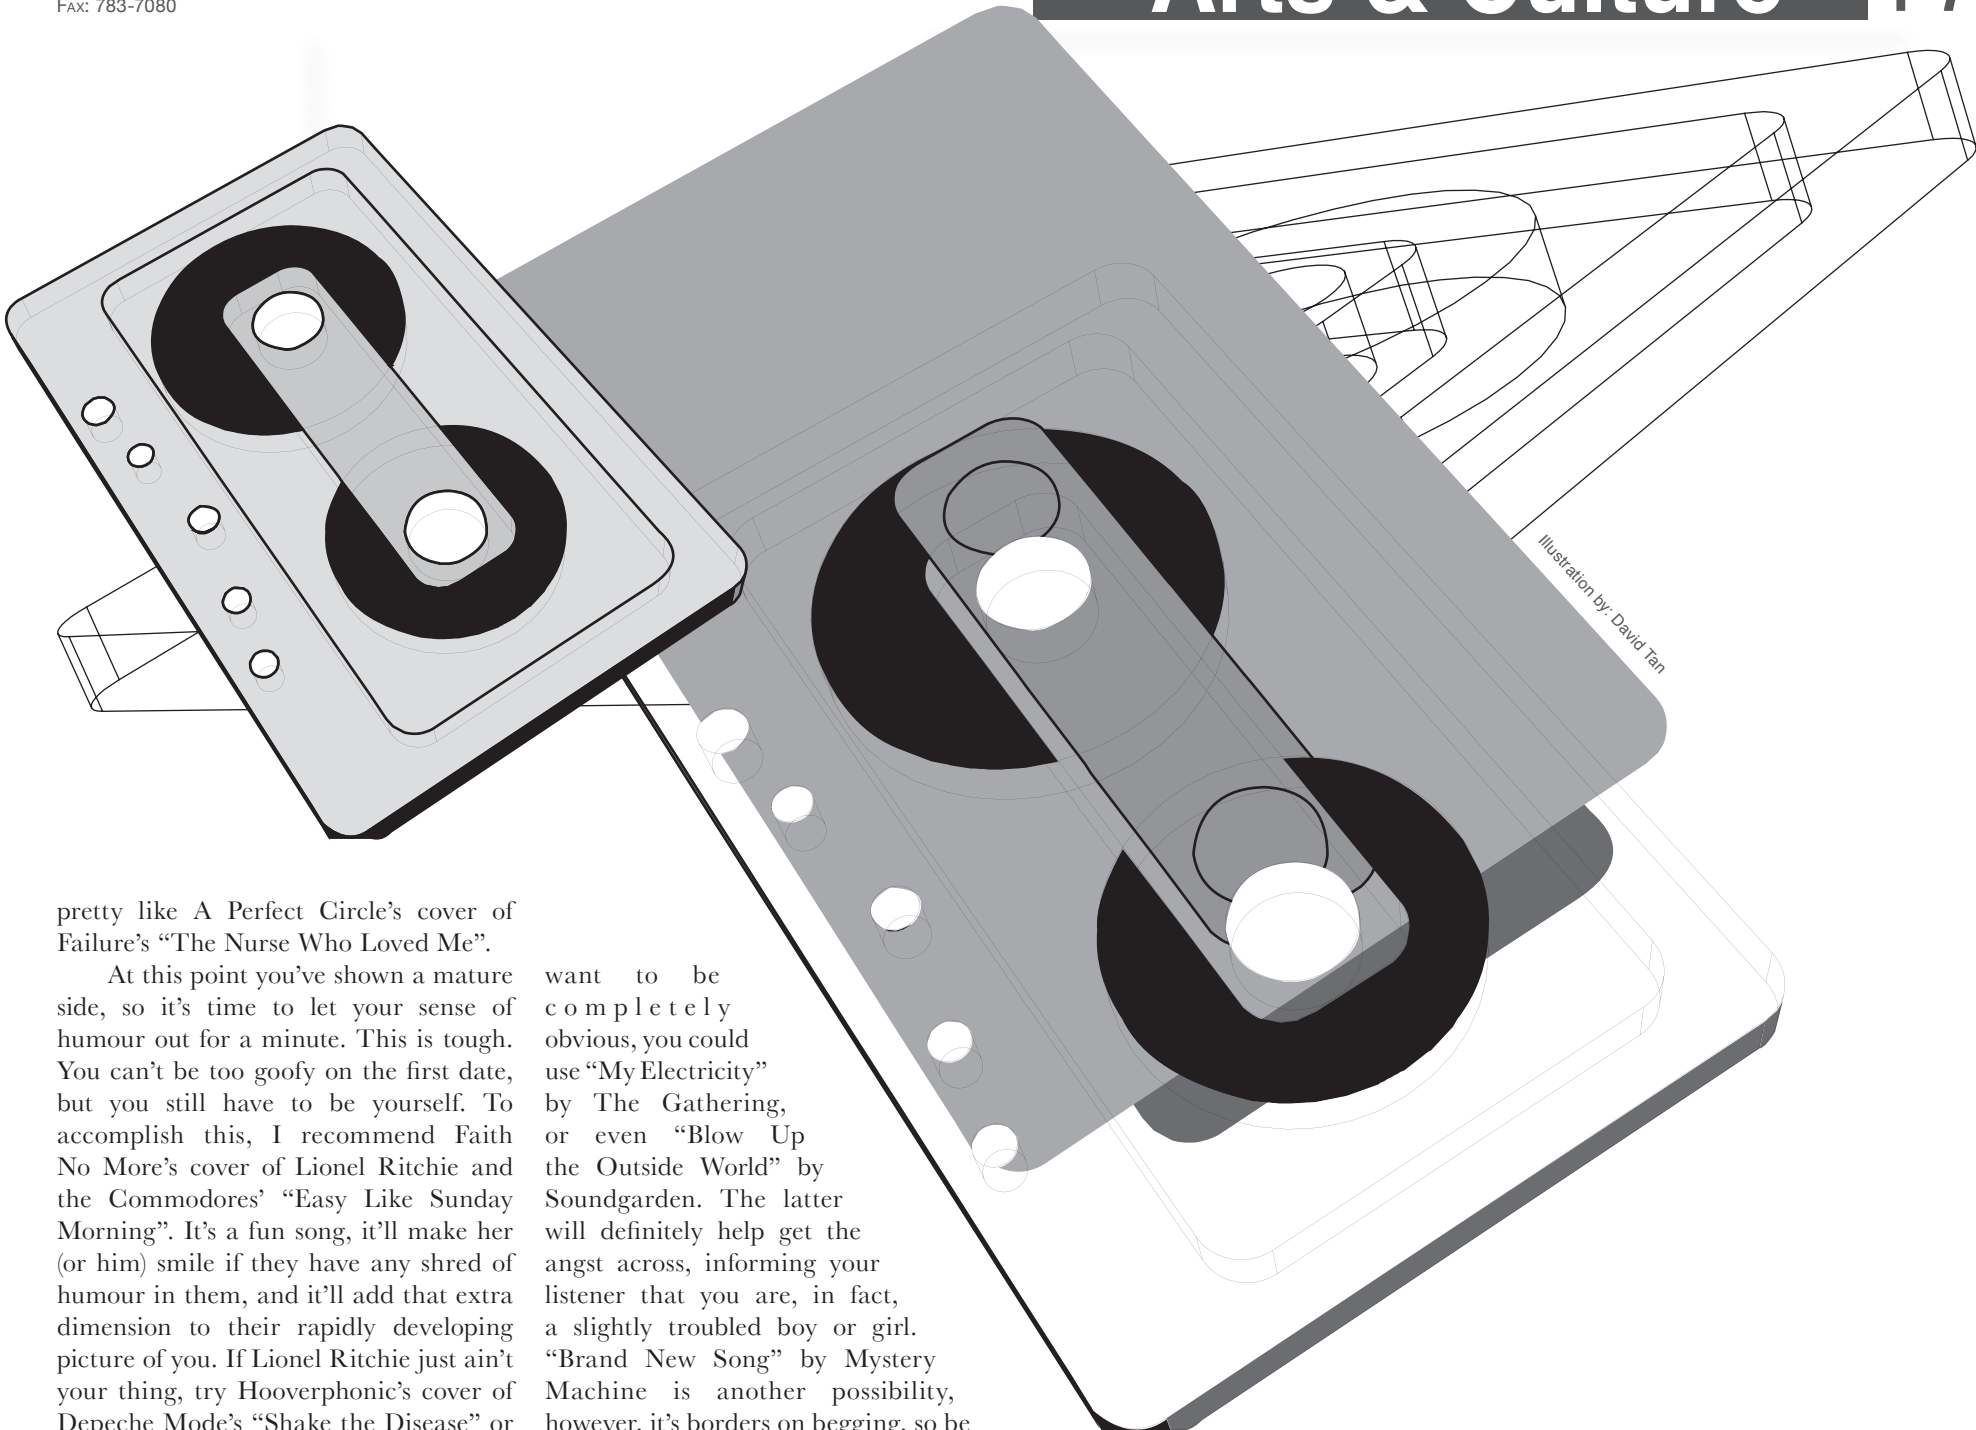 FAX: 783-7080
Arts & Culture
Illustration by: David Tan
pretty like A Perfect Circle’s cover of
Failure’s “The Nurse Who Loved Me”.
At this point you’ve shown a mature
side, so it’s time to let your sense of
humour out for a minute. This is tough.
You can’t be too goofy on the first date,
but you still have to be yourself. To
accomplish this, I recommend Faith
No More’s cover of Lionel Ritchie and
the Commodores’ “Easy Like Sunday
Morning”. It’s a fun song, it’ll make her
(or him) smile if they have any shred of
humour in them, and it’ll add that extra
dimension to their rapidly developing
picture of you. If Lionel Ritchie just ain’t
your thing, try Hooverphonic’s cover of
Depeche Mode’s “Shake the Disease” or
want to be
completely
obvious, you could
use “My Electricity”
by The Gathering,
or even “Blow Up
the Outside World” by
Soundgarden. The latter
will definitely help get the
angst across, informing your
listener that you are, in fact,
a slightly troubled boy or girl.
“Brand New Song” by Mystery
Machine is another possibility,
however, it’s borders on begging, so be